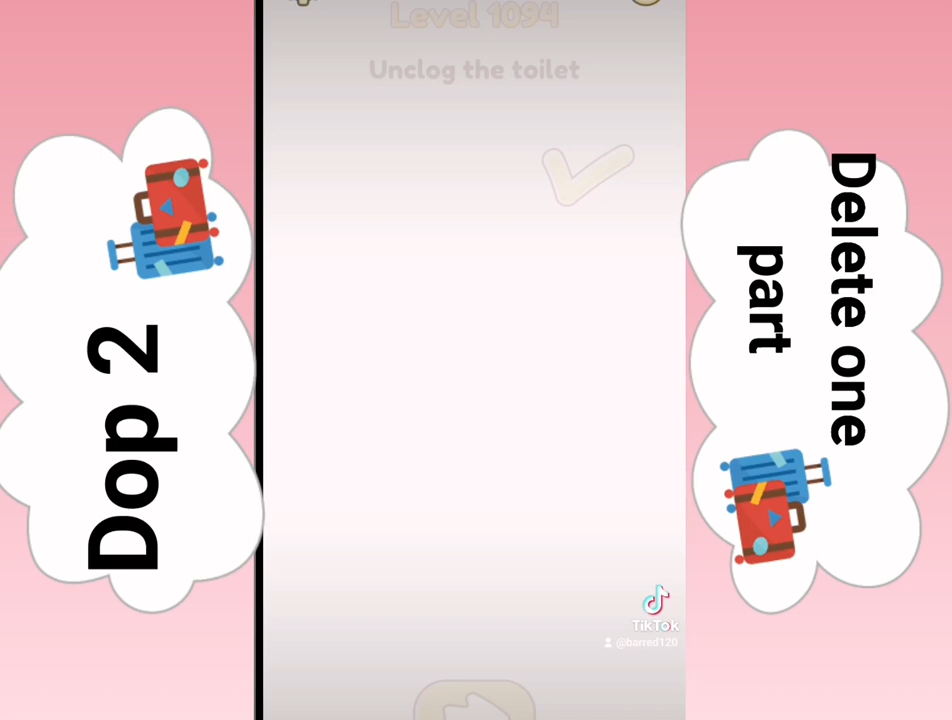 Level 1094
Unclog the toilet
Dop 2
Delete one
part
TikTok
@barred120